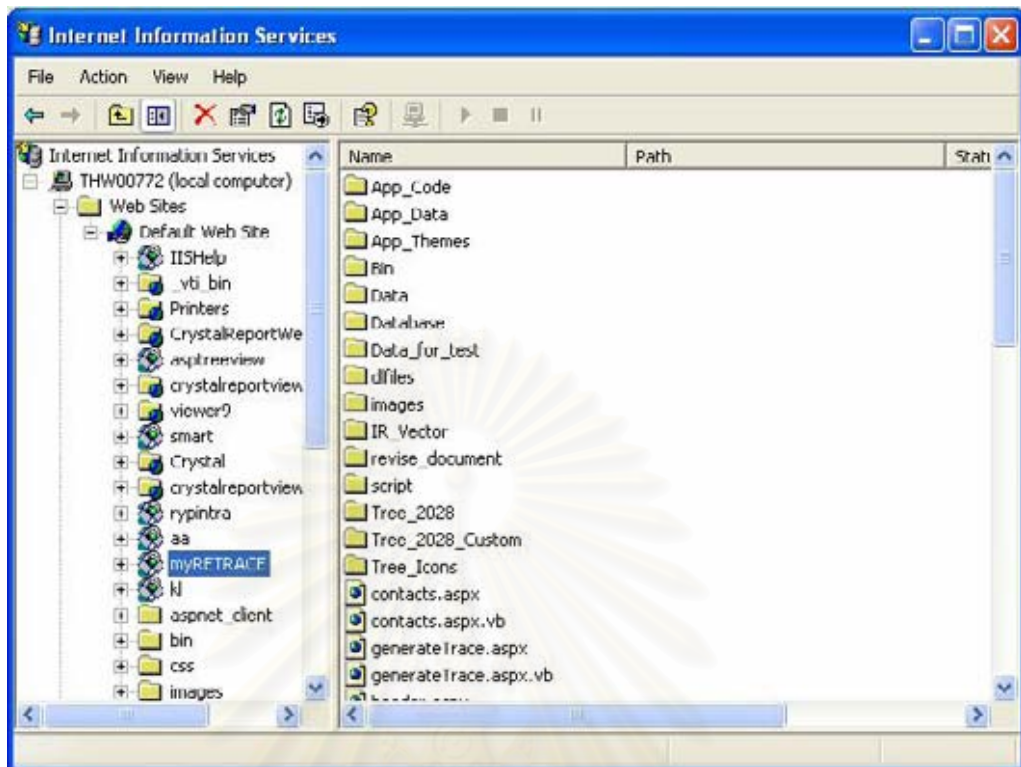 Internet Information Services
File Action View Help
Internet Information Services
THW00772 (local computer)
Web Sites
Default Web Site
IISHelp
_vti_bin
Printers
CrystalReportWe
asptreeview
crystalreportview
viewer9
smart
Crystal
crystalreportview
rypintra
aa
myRETRACE
kl
aspnet_client
bin
css
images
Name Path Stat
App_Code
App_Data
App_Themes
Bin
Data
Database
Data_for_test
dlfiles
images
IR_Vector
revise_document
script
Tree_2028
Tree_2028_Custom
Tree_Icons
contacts.aspx
contacts.aspx.vb
generateTrace.aspx
generateTrace.aspx.vb